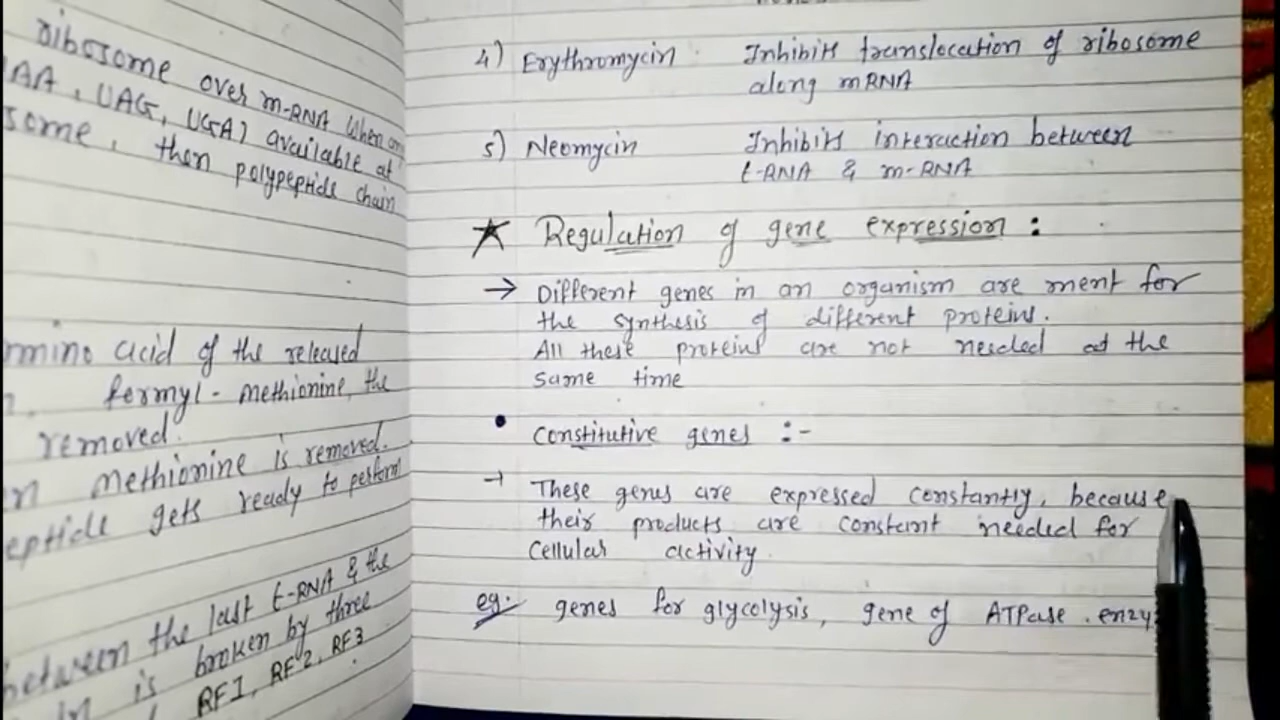 ribosome over m-RNA when
AA, UAG, UGA) available at
some, then polypeptide chain
mino acid of the released
fermyl - methionine, the
removed.
n methionine is removed.
eptide gets ready to perform
between the last t-RNA & the
is broken by three
RF1, RF2, RF3
4) Erythromycin Inhibits translocation of ribosome
along mRNA
5) Neomycin Inhibits interaction between
t-RNA & m-RNA
★ Regulation of gene expression :
→ Different genes in an organism are ment for
the synthesis of different proteins.
All these proteins are not needed at the
same time
• Constitutive genes :-
→ These genes are expressed constantly, because
their products are constant needed for
Cellular activity
eg. genes for glycolysis, gene of ATPase enzy